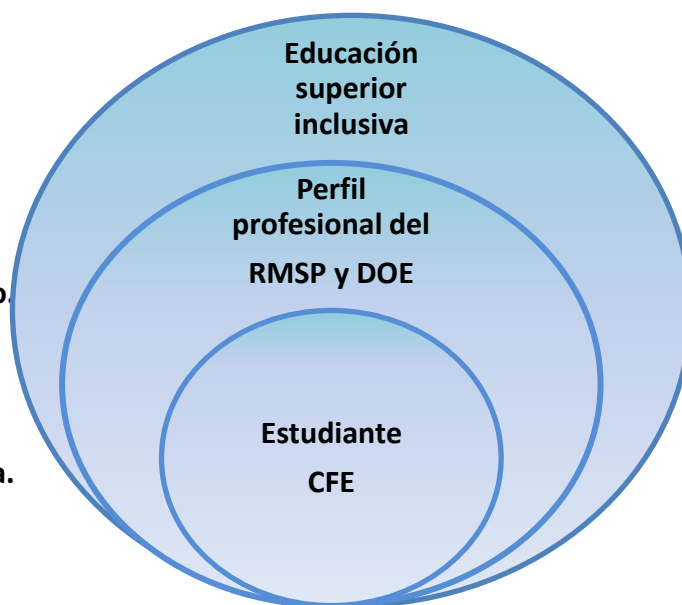 Educación
superior
inclusiva
Perfil
profesional del
RMSP y DOE
o.
Estudiante
CFE
a.